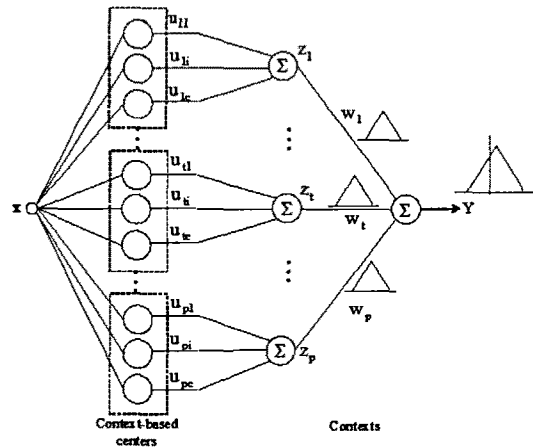 u11
u1i
u1c
Σ
z1
w1
x
ut1
uti
utc
Σ
zt
wt
Σ
Y
up1
upi
upc
Σ
zp
wp
Context-based
centers
Contexts